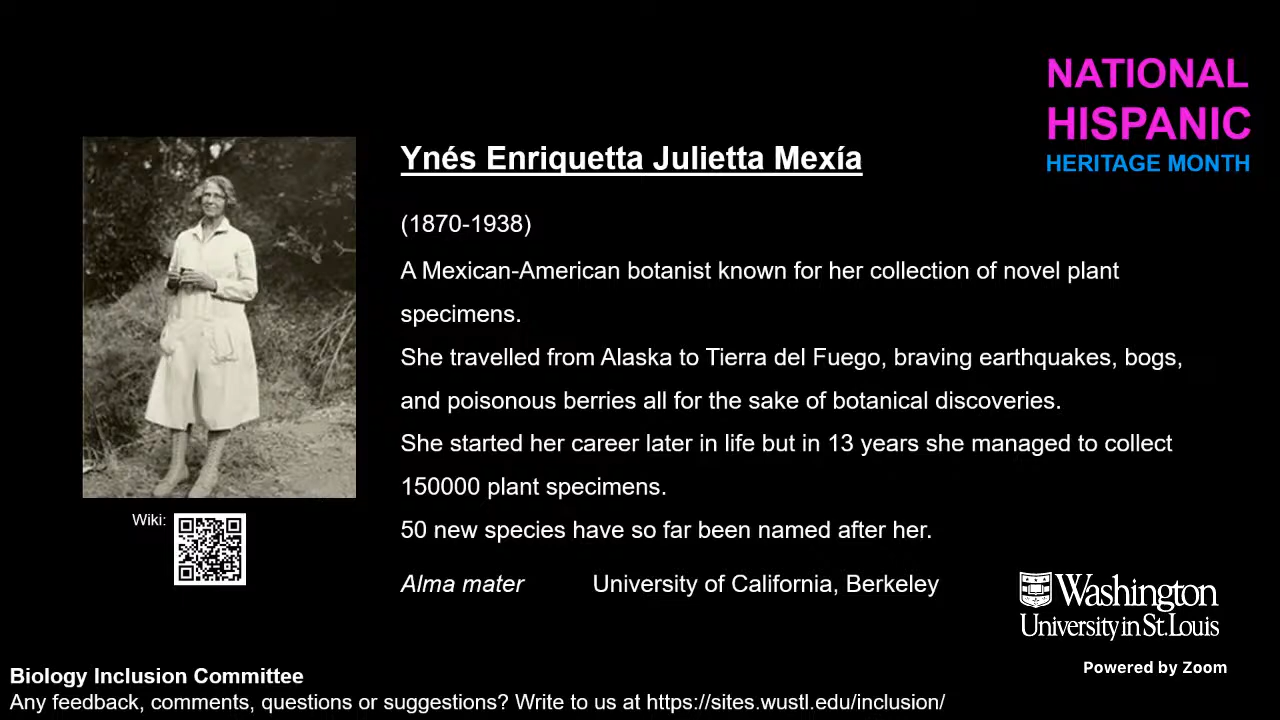 NATIONAL
HISPANIC
HERITAGE MONTH
Ynés Enriquetta Julietta Mexía
(1870-1938)
A Mexican-American botanist known for her collection of novel plant
specimens.
She travelled from Alaska to Tierra del Fuego, braving earthquakes, bogs,
and poisonous berries all for the sake of botanical discoveries.
She started her career later in life but in 13 years she managed to collect
150000 plant specimens.
50 new species have so far been named after her.
Wiki:
Alma mater University of California, Berkeley
Washington
University in St. Louis
Powered by Zoom
Biology Inclusion Committee
Any feedback, comments, questions or suggestions? Write to us at https://sites.wustl.edu/inclusion/